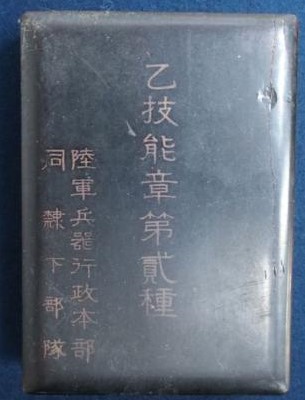 乙技能章第貳種
陸軍兵器行政本部
同隸下部隊